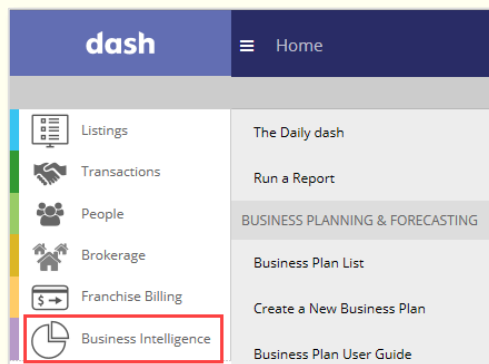 dash
Home
Listings
Transactions
People
Brokerage
$
Franchise Billing
Business Intelligence
The Daily dash
Run a Report
BUSINESS PLANNING & FORECASTING
Business Plan List
Create a New Business Plan
Business Plan User Guide